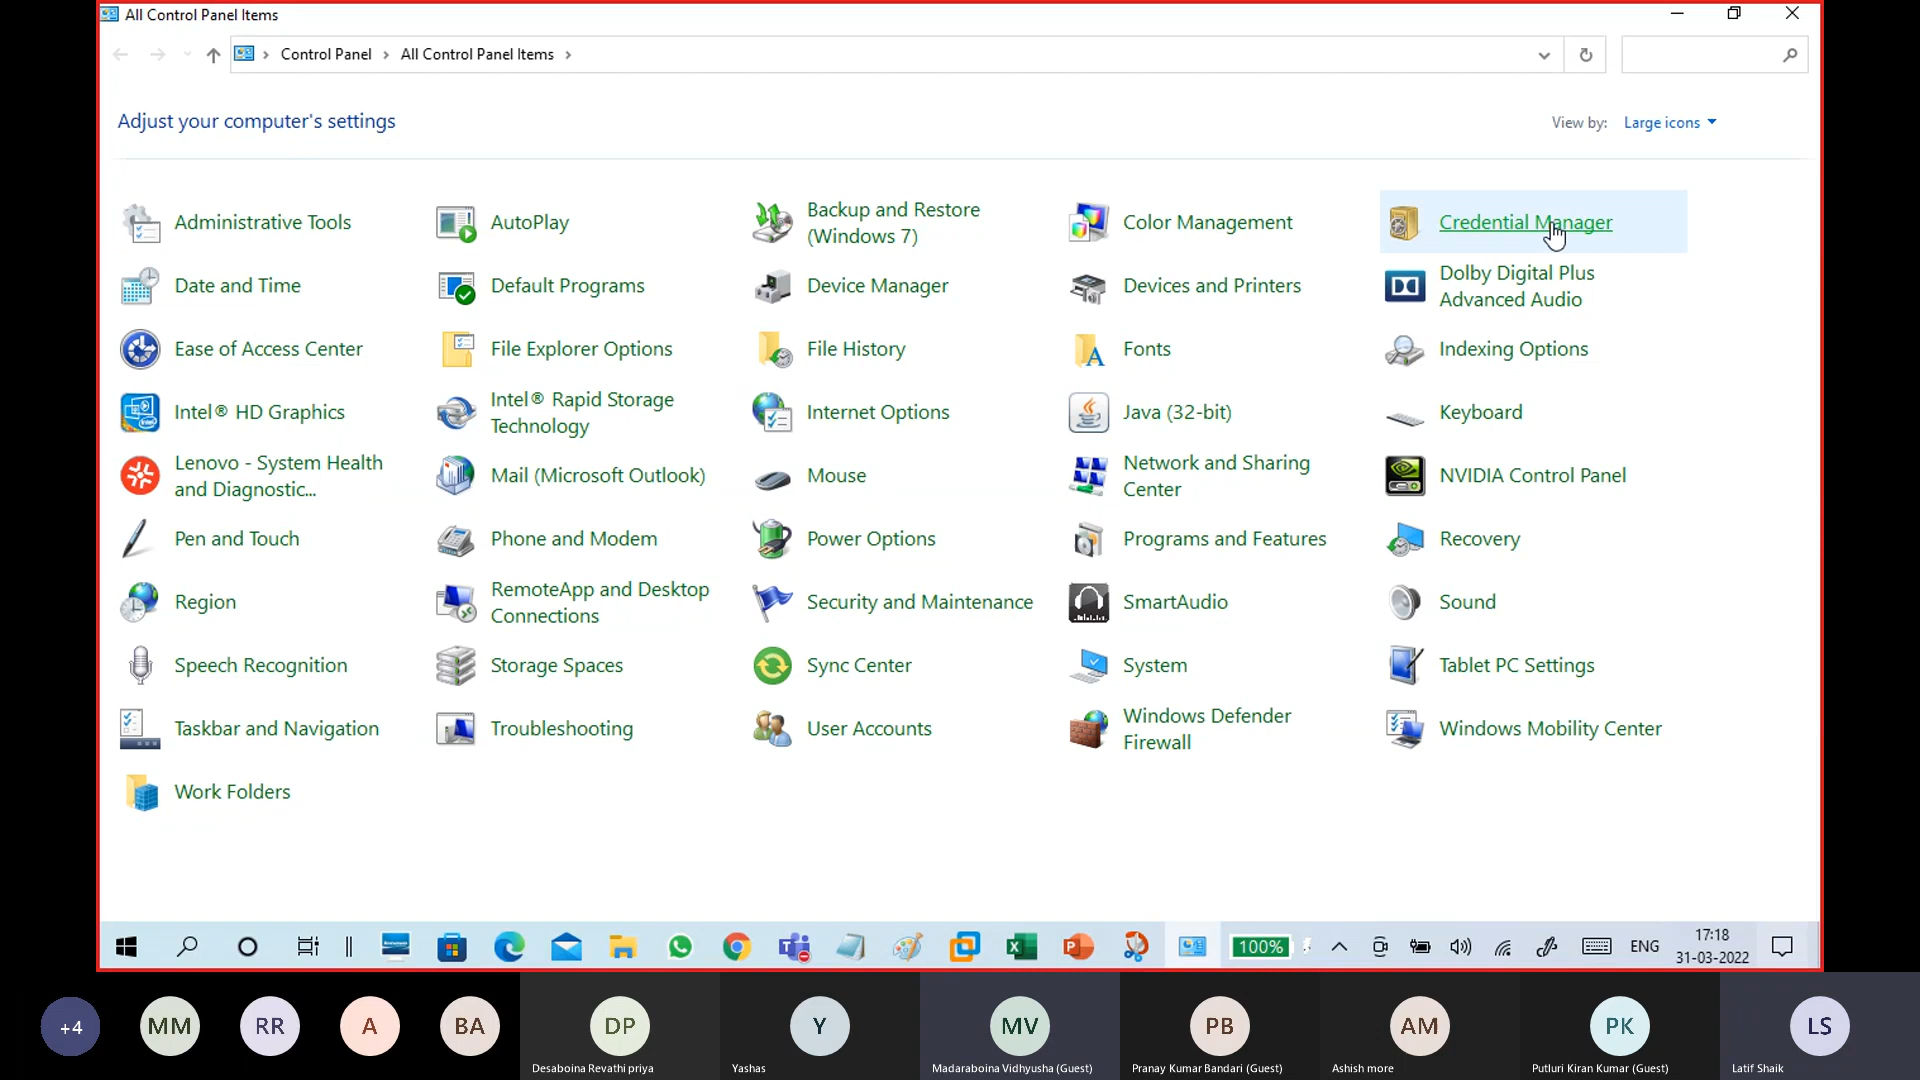 All Control Panel Items
Control Panel
All Control Panel Items
Adjust your computer's settings
View by: Large icons
Administrative Tools
AutoPlay
Backup and Restore
(Windows 7)
Color Management
Credential Manager
Date and Time
Default Programs
Device Manager
Devices and Printers
Dolby Digital Plus
Advanced Audio
Ease of Access Center
File Explorer Options
File History
Fonts
Indexing Options
Intel® HD Graphics
Intel® Rapid Storage
Technology
Internet Options
Java (32-bit)
Keyboard
Lenovo - System Health
and Diagnostic...
Mail (Microsoft Outlook)
Mouse
Network and Sharing
Center
NVIDIA Control Panel
Pen and Touch
Phone and Modem
Power Options
Programs and Features
Recovery
Region
RemoteApp and Desktop
Connections
Security and Maintenance
SmartAudio
Sound
Speech Recognition
Storage Spaces
Sync Center
System
Tablet PC Settings
Taskbar and Navigation
Troubleshooting
User Accounts
Windows Defender
Firewall
Windows Mobility Center
Work Folders
100%
ENG
17:18
31-03-2022
+4
MM
RR
A
BA
DP
Y
MV
PB
AM
PK
LS
Desaboina Revathi priya
Yashas
Madaraboina Vidhyusha (Guest)
Pranay Kumar Bandari (Guest)
Ashish more
Putluri Kiran Kumar (Guest)
Latif Shaik